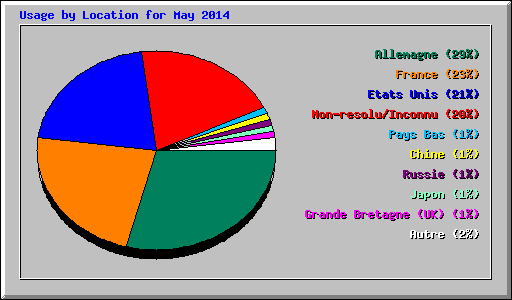 Usage by Location for May 2014
Allemagne (29%)
France (23%)
Etats Unis (21%)
Non-resolu/Inconnu (20%)
Pays Bas (1%)
Chine (1%)
Russie (1%)
Japon (1%)
Grande Bretagne (UK) (1%)
Autre (2%)